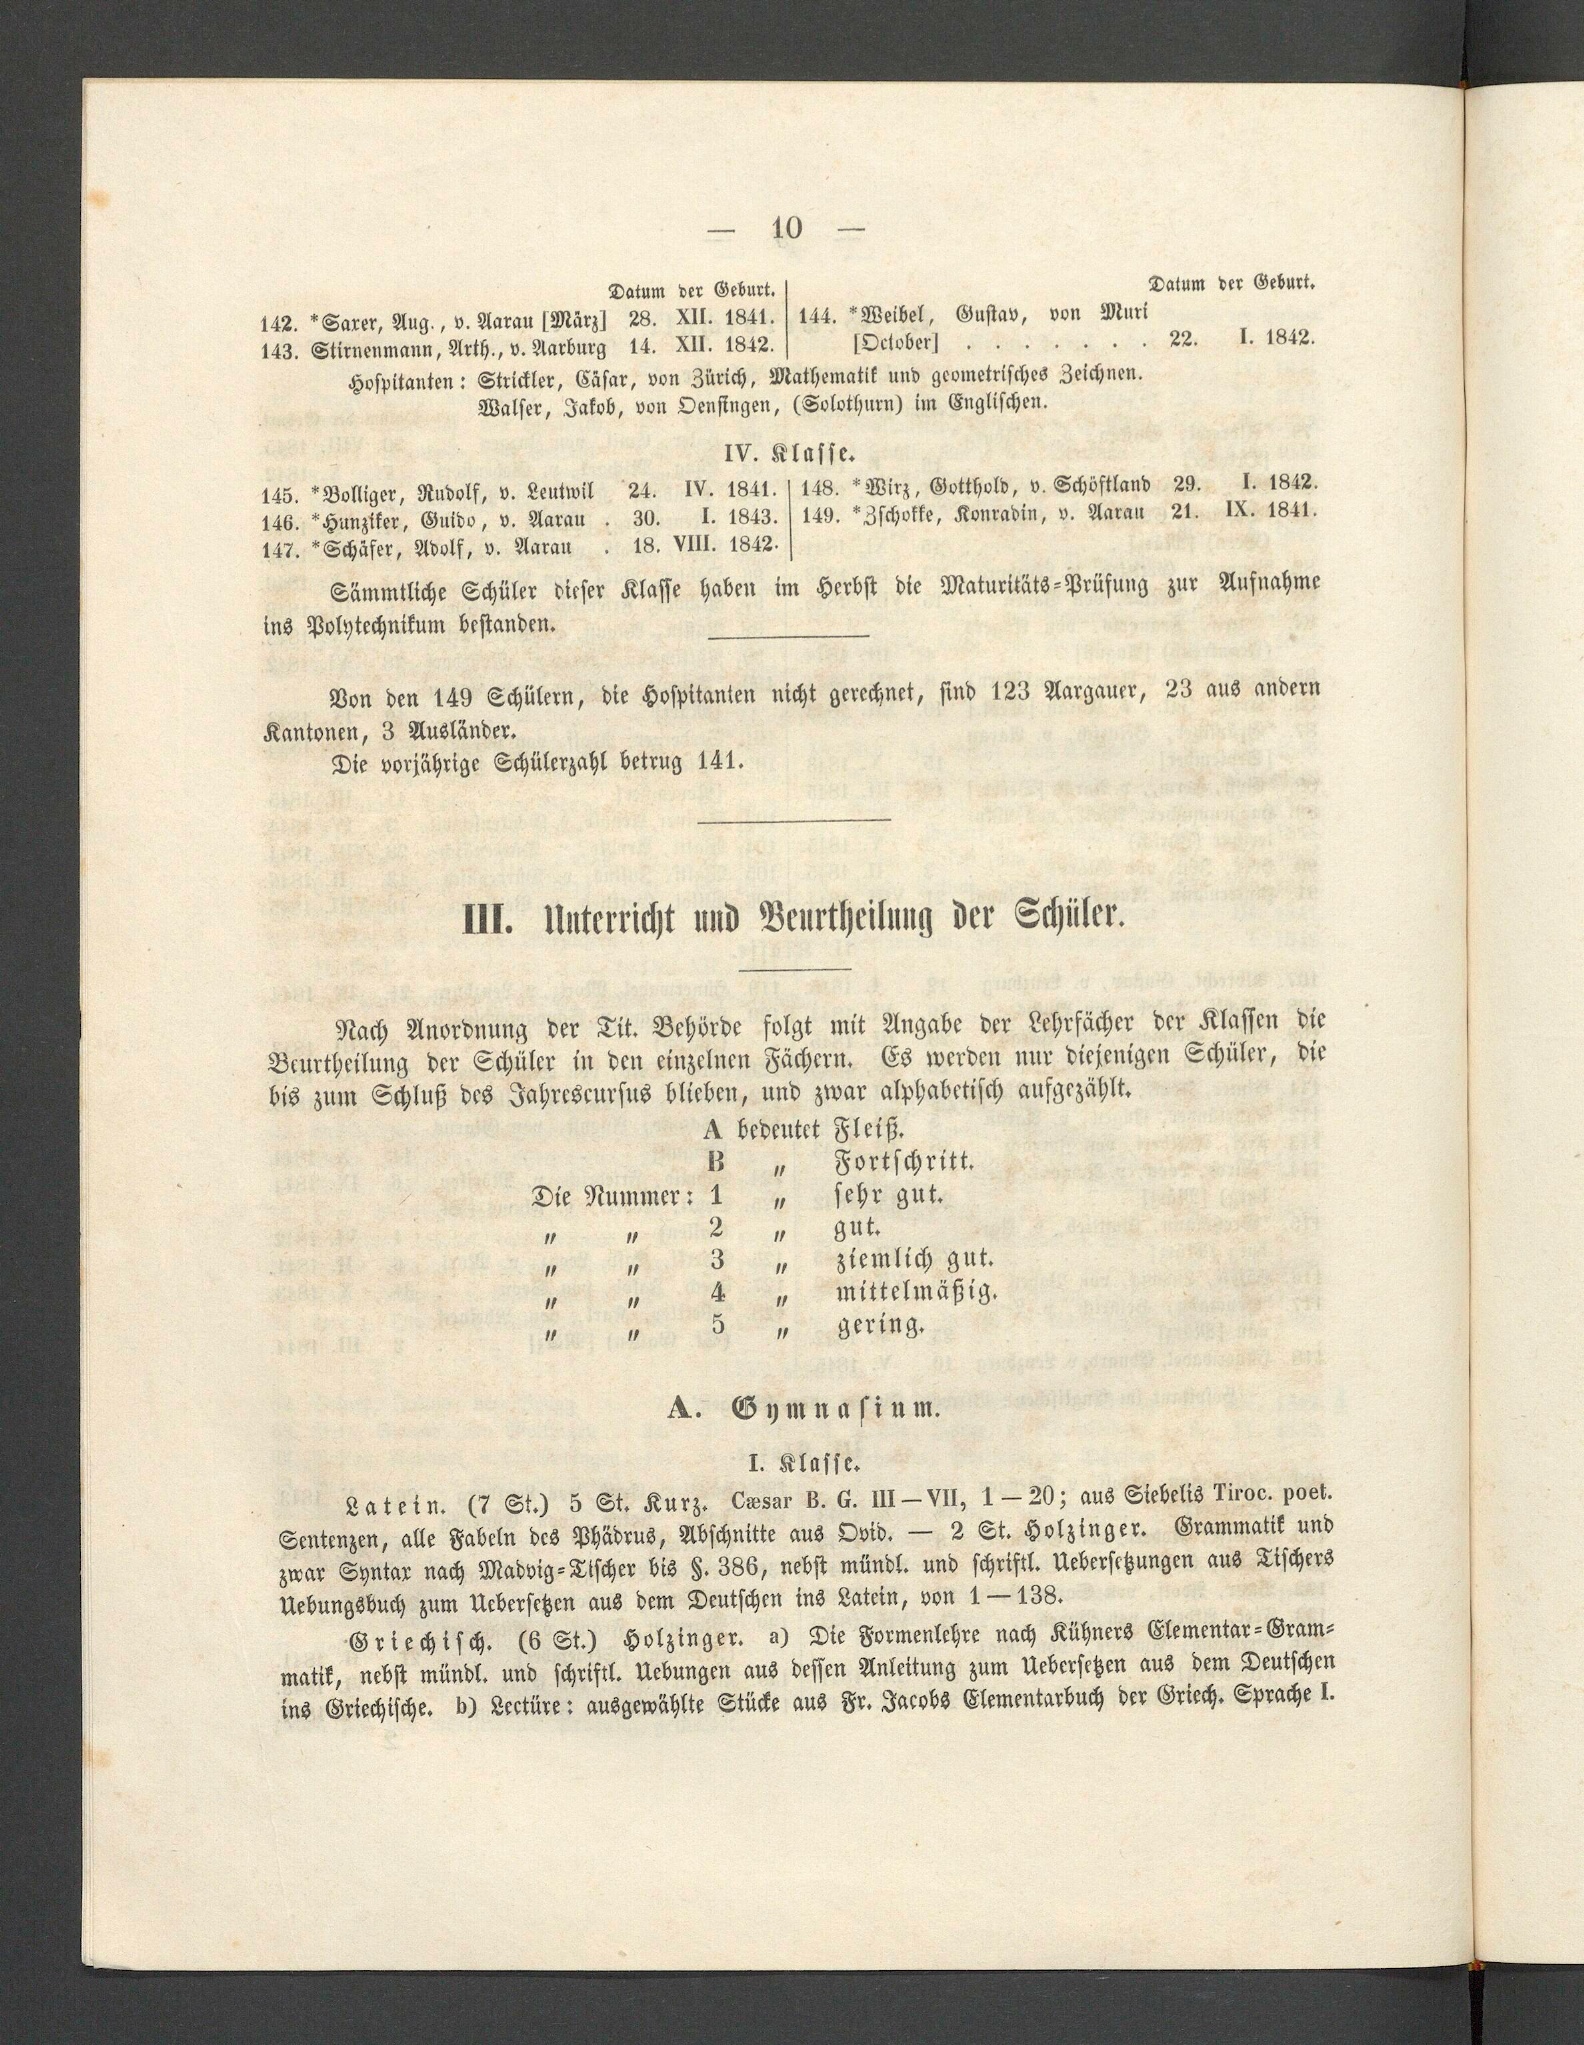 — 10 —
Datum der Geburt.
142. *Saxer, Aug., v. Aarau [März] 28. XII. 1841.
143. Stirnenmann, Arth., v. Aarburg 14. XII. 1842.
Datum der Geburt.
144. *Weibel, Gustav, von Muri
[October] . . . . . . . 22. I. 1842.
Hospitanten: Strickler, Cäsar, von Zürich, Mathematik und geometrisches Zeichnen.
Walser, Jakob, von Oensingen, (Solothurn) im Englischen.
IV. Klasse.
145. *Bolliger, Rudolf, v. Leutwil 24. IV. 1841.
146. *Hunziker, Guido, v. Aarau . 30. I. 1843.
147. *Schäfer, Adolf, v. Aarau . 18. VIII. 1842.
148. *Wirz, Gotthold, v. Schöftland 29. I. 1842.
149. *Zschokke, Konradin, v. Aarau 21. IX. 1841.
Sämmtliche Schüler dieser Klasse haben im Herbst die Maturitäts-Prüfung zur Aufnahme
ins Polytechnikum bestanden.
Von den 149 Schülern, die Hospitanten nicht gerechnet, sind 123 Aargauer, 23 aus andern
Kantonen, 3 Ausländer.
Die vorjährige Schülerzahl betrug 141.
III. Unterricht und Beurtheilung der Schüler.
Nach Anordnung der Tit. Behörde folgt mit Angabe der Lehrfächer der Klassen die
Beurtheilung der Schüler in den einzelnen Fächern. Es werden nur diejenigen Schüler, die
bis zum Schluß des Jahrescursus blieben, und zwar alphabetisch aufgezählt.
A bedeutet Fleiß.
B „ Fortschritt.
Die Nummer: 1 „ sehr gut.
„ „ 2 „ gut.
„ „ 3 „ ziemlich gut.
„ „ 4 „ mittelmäßig.
„ „ 5 „ gering.
A. Gymnasium.
I. Klasse.
Latein. (7 St.) 5 St. Kurz. Cæsar B. G. III—VII, 1—20; aus Siebelis Tiroc. poet.
Sentenzen, alle Fabeln des Phädrus, Abschnitte aus Ovid. — 2 St. Holzinger. Grammatik und
zwar Syntax nach Madvig-Tischer bis §. 386, nebst mündl. und schriftl. Uebersetzungen aus Tischers
Uebungsbuch zum Uebersetzen aus dem Deutschen ins Latein, von 1—138.
Griechisch. (6 St.) Holzinger. a) Die Formenlehre nach Kühners Elementar-Gram-
matik, nebst mündl. und schriftl. Uebungen aus dessen Anleitung zum Uebersetzen aus dem Deutschen
ins Griechische. b) Lectüre: ausgewählte Stücke aus Fr. Jacobs Elementarbuch der Griech. Sprache I.